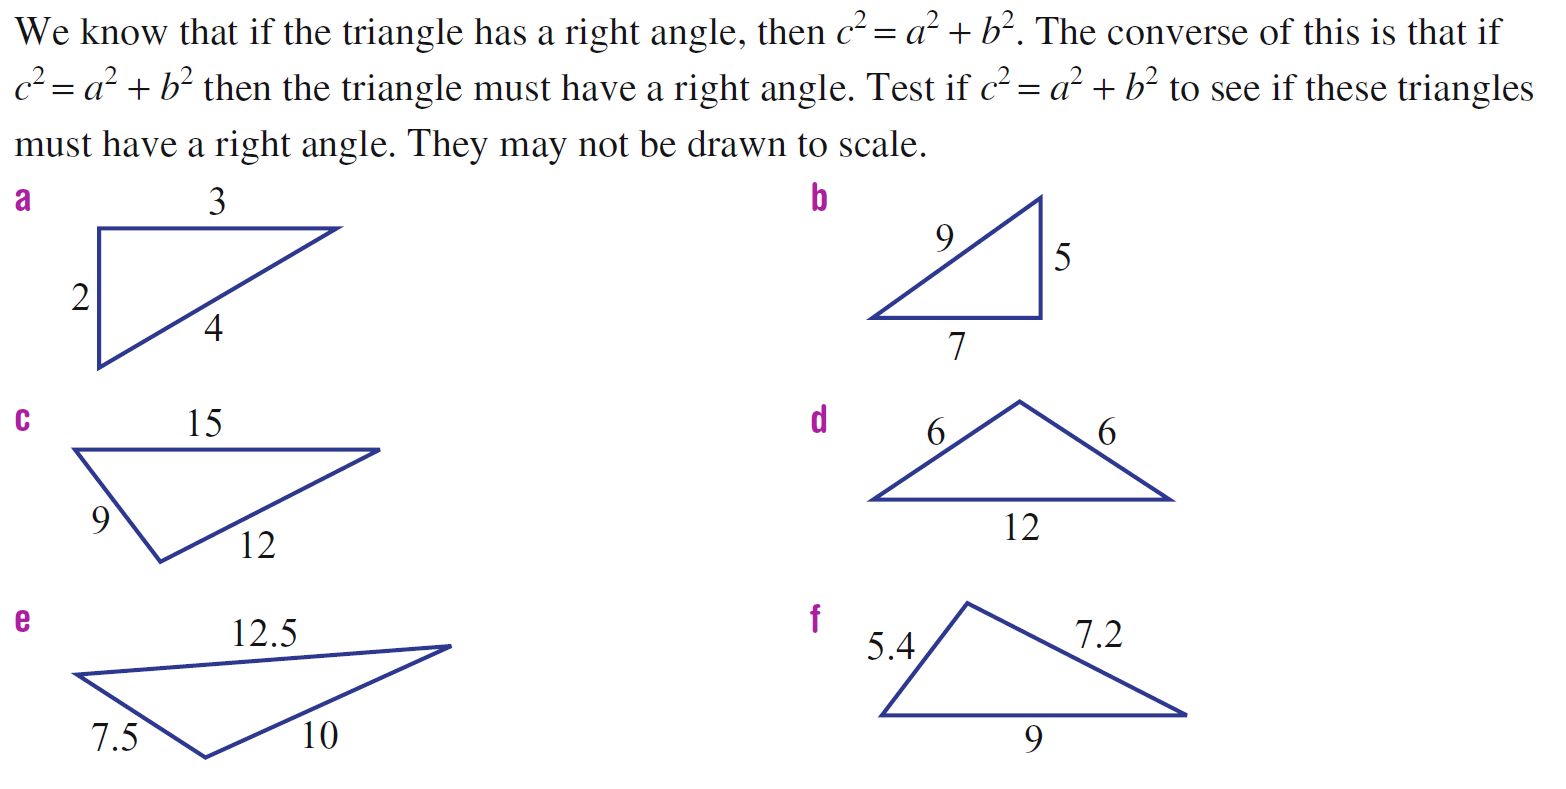 We know that if the triangle has a right angle, then c² = a² + b². The converse of this is that if
c² = a² + b² then the triangle must have a right angle. Test if c² = a² + b² to see if these triangles
must have a right angle. They may not be drawn to scale.
a
3
2
4
b
9
5
7
c
15
9
12
d
6
6
12
e
12.5
7.5
10
f
5.4
7.2
9